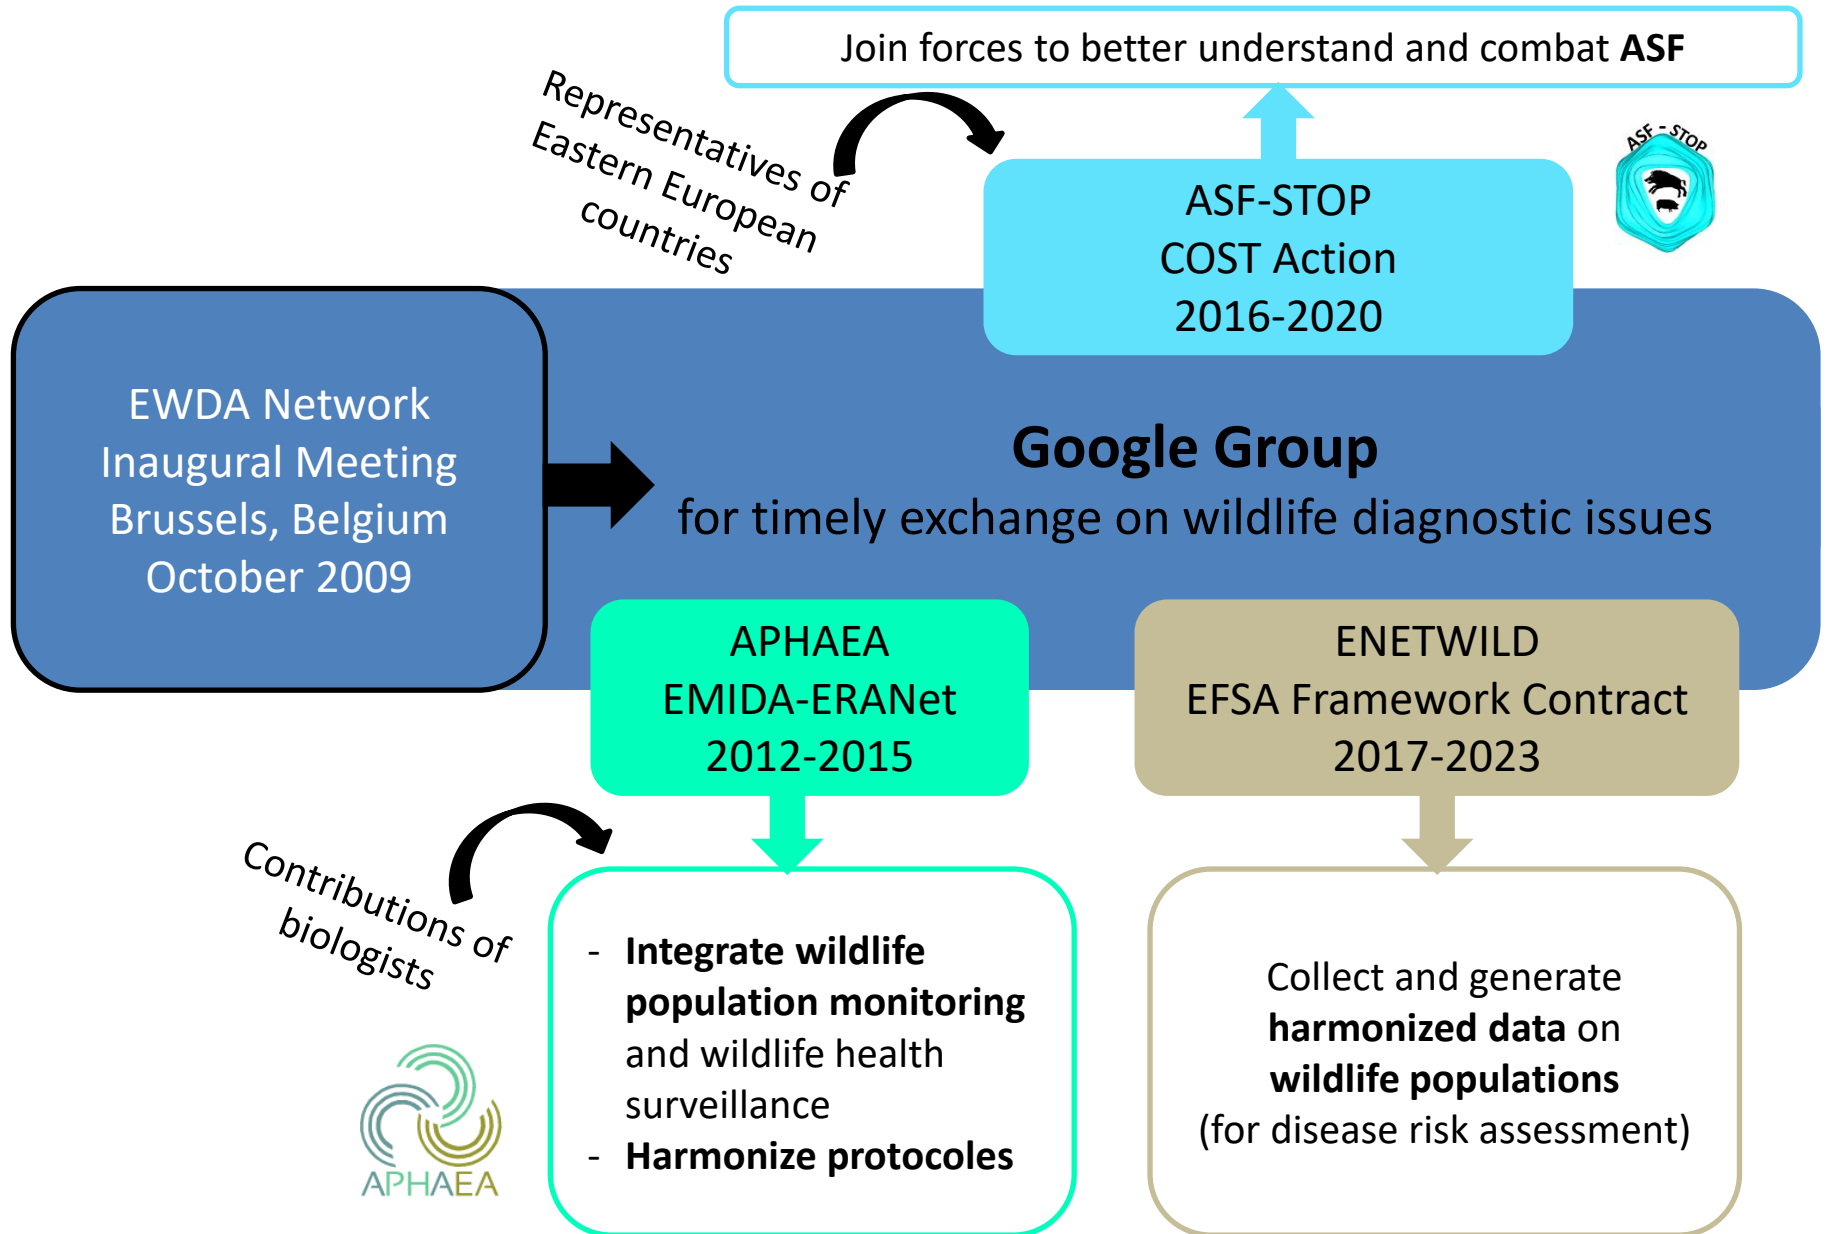 Join forces to better understand and combat ASF
Representatives of
Eastern European
countries
ASF-STOP
COST Action
2016-2020
ASF - STOP
EWDA Network
Inaugural Meeting
Brussels, Belgium
October 2009
Google Group
for timely exchange on wildlife diagnostic issues
APHAEA
EMIDA-ERANet
2012-2015
ENETWILD
EFSA Framework Contract
2017-2023
Contributions of
biologists
- Integrate wildlife
population monitoring
and wildlife health
surveillance
- Harmonize protocoles
Collect and generate
harmonized data on
wildlife populations
(for disease risk assessment)
APHAEA